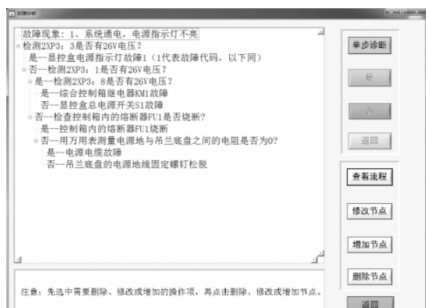 故障诊断
故障现象: 1、系统通电，电源指示灯不亮
检测2XP3: 3是否有26V电压?
是--显控盒电源指示灯故障1 (1代表故障代码，以下同)
否--检测2XP3: 1是否有26V电压?
是--检测2XP3: 8是否有26V电压?
是--综合控制箱继电器KM1故障
否--显控盒总电源开关S1故障
否--检查控制箱内的熔断器FU1是否烧断?
是--控制箱内的熔断器FU1烧断
否--用万用表测量电源地与吊兰底盘之间的电阻是否为0?
是--电源电缆故障
否--吊兰底盘的电源地线固定螺钉松脱
注意: 先选中需要删除、修改或增加的操作项，再点击删除、修改或增加节点。
单步诊断
是
否
返回
查看流程
修改节点
增加节点
删除节点
返回